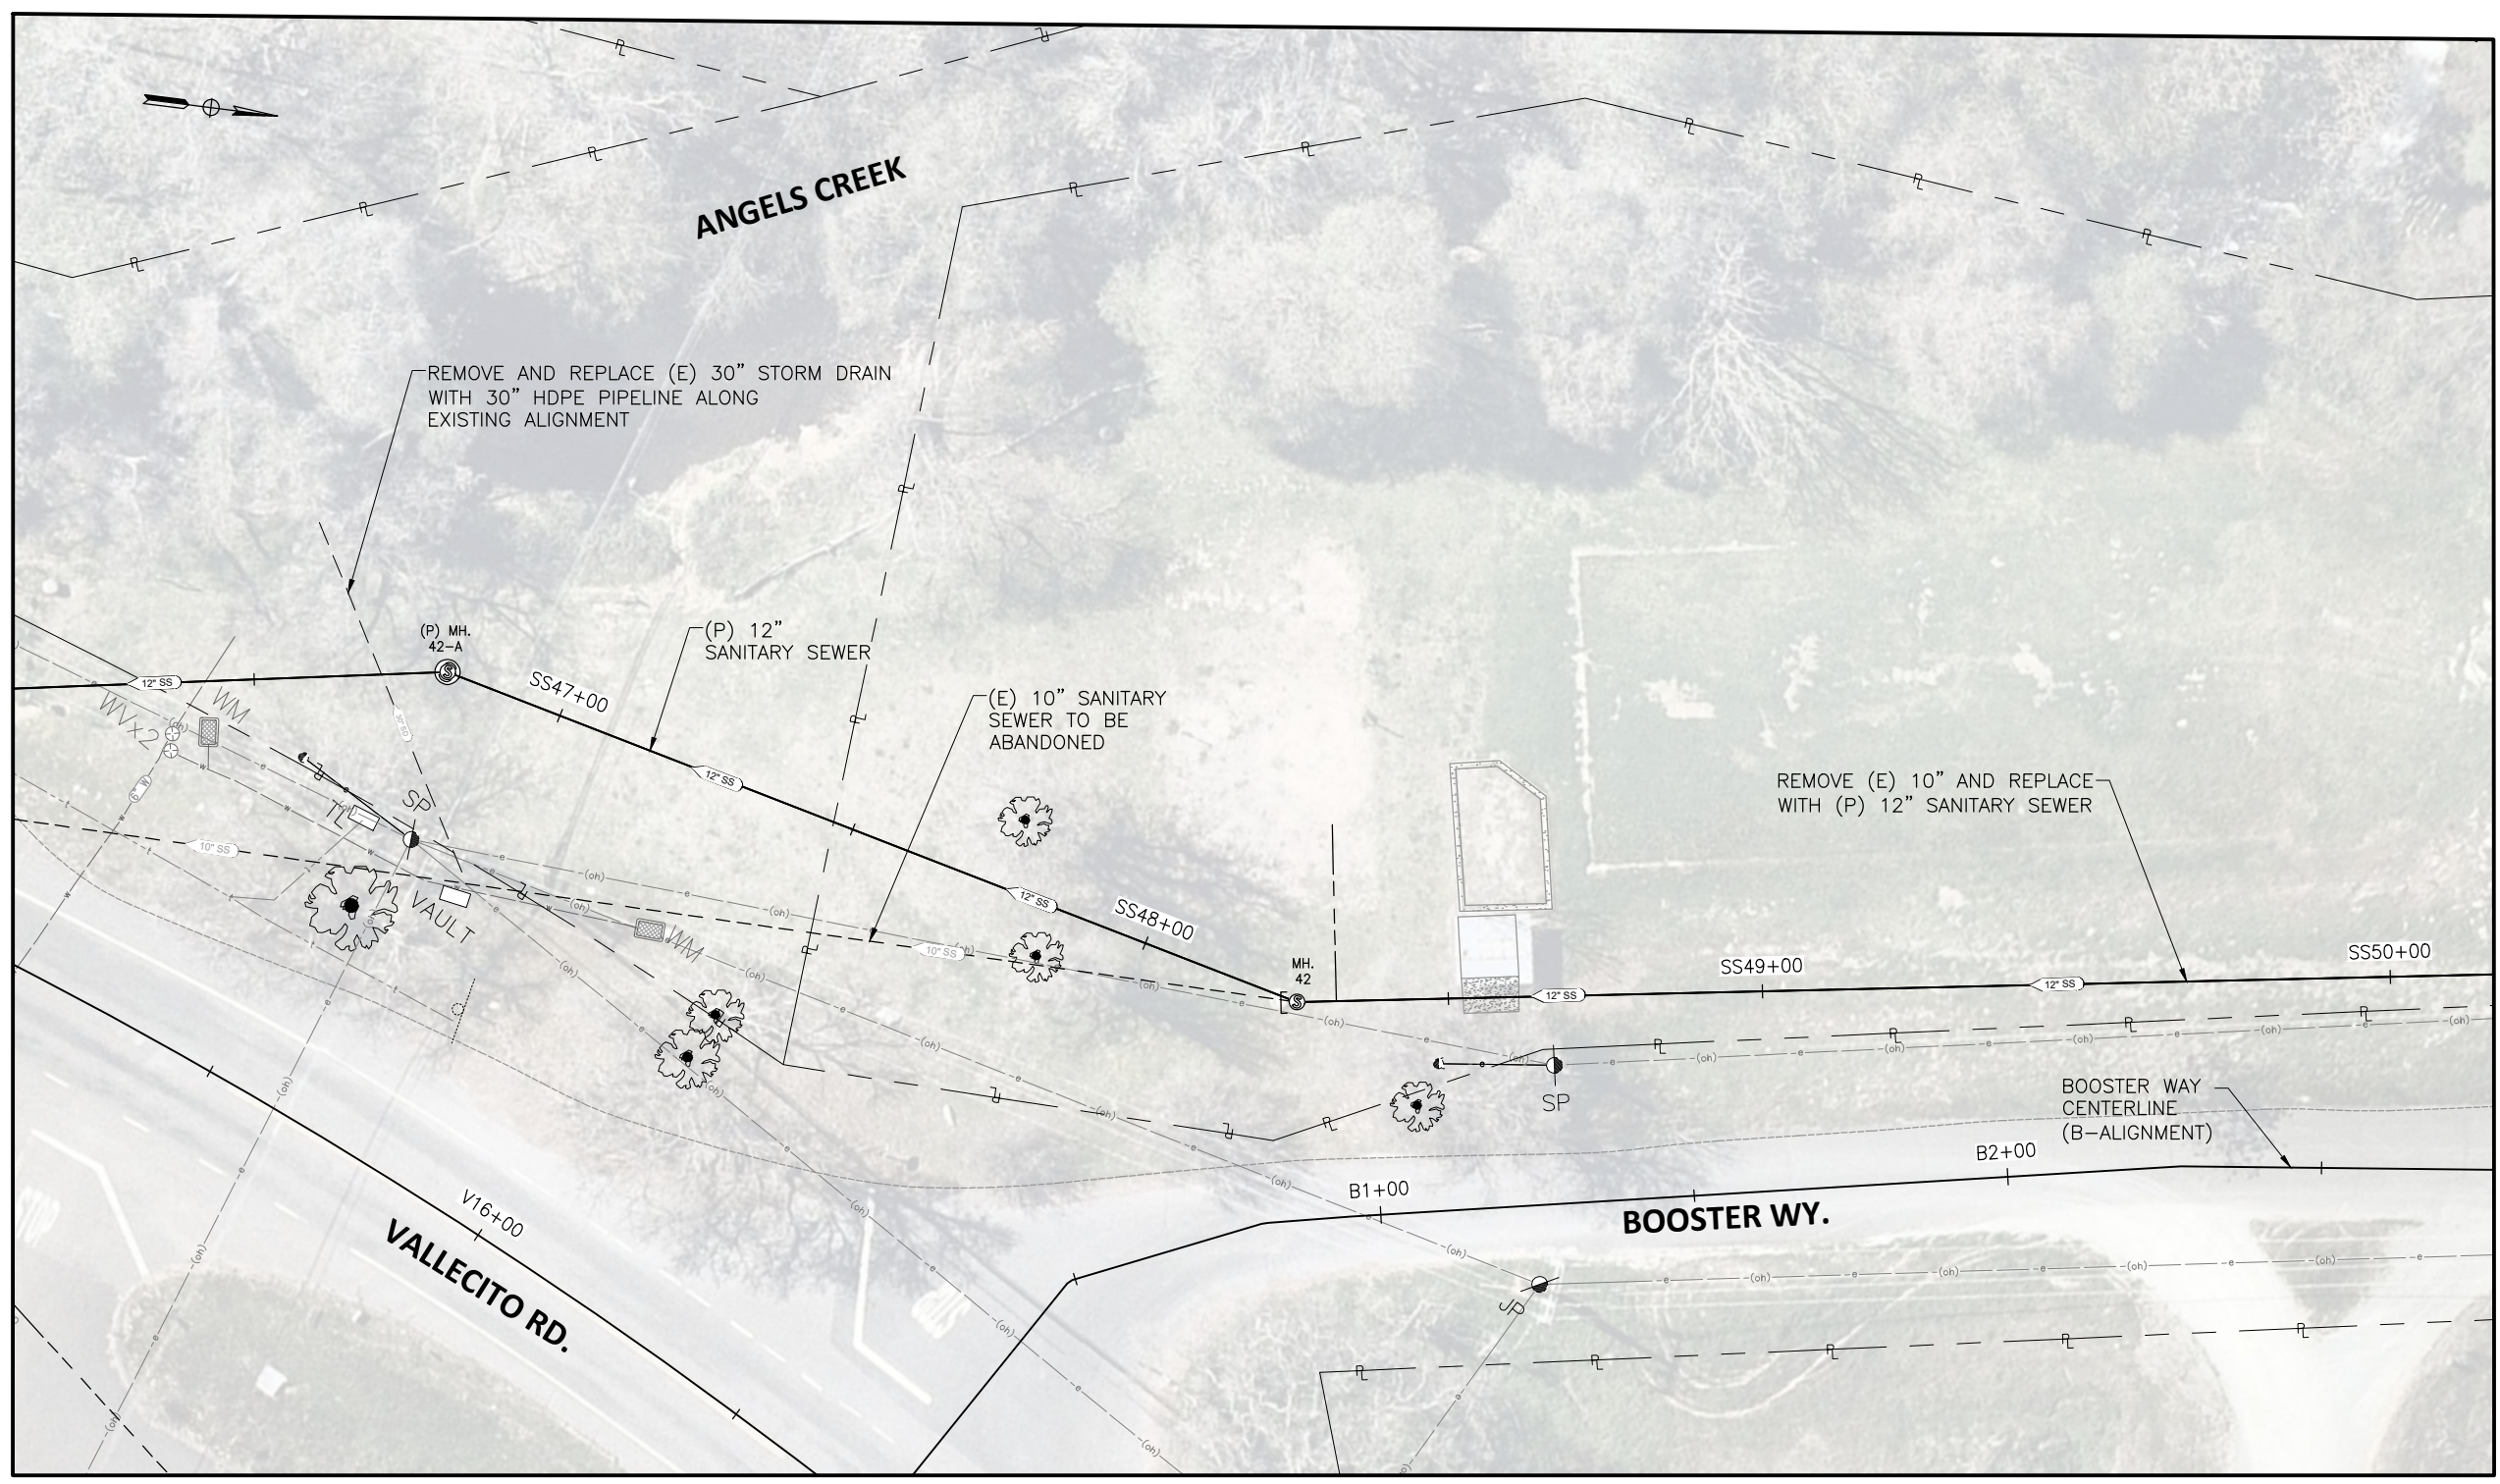 ANGELS CREEK
REMOVE AND REPLACE (E) 30" STORM DRAIN
WITH 30" HDPE PIPELINE ALONG
EXISTING ALIGNMENT
(P) MH.
42-A
(P) 12"
SANITARY SEWER
SS47+00
12" SS
12" SS
12" SS
12" SS
12" SS
(E) 10" SANITARY
SEWER TO BE
ABANDONED
REMOVE (E) 10" AND REPLACE
WITH (P) 12" SANITARY SEWER
WM
WVx2
30" SD
6" W
TL
SP
VAULT
WM
10" SS
10" SS
SS48+00
MH.
42
SS49+00
SS50+00
SP
BOOSTER WAY
CENTERLINE
(B-ALIGNMENT)
B1+00
B2+00
BOOSTER WY.
V16+00
VALLECITO RD.
JP